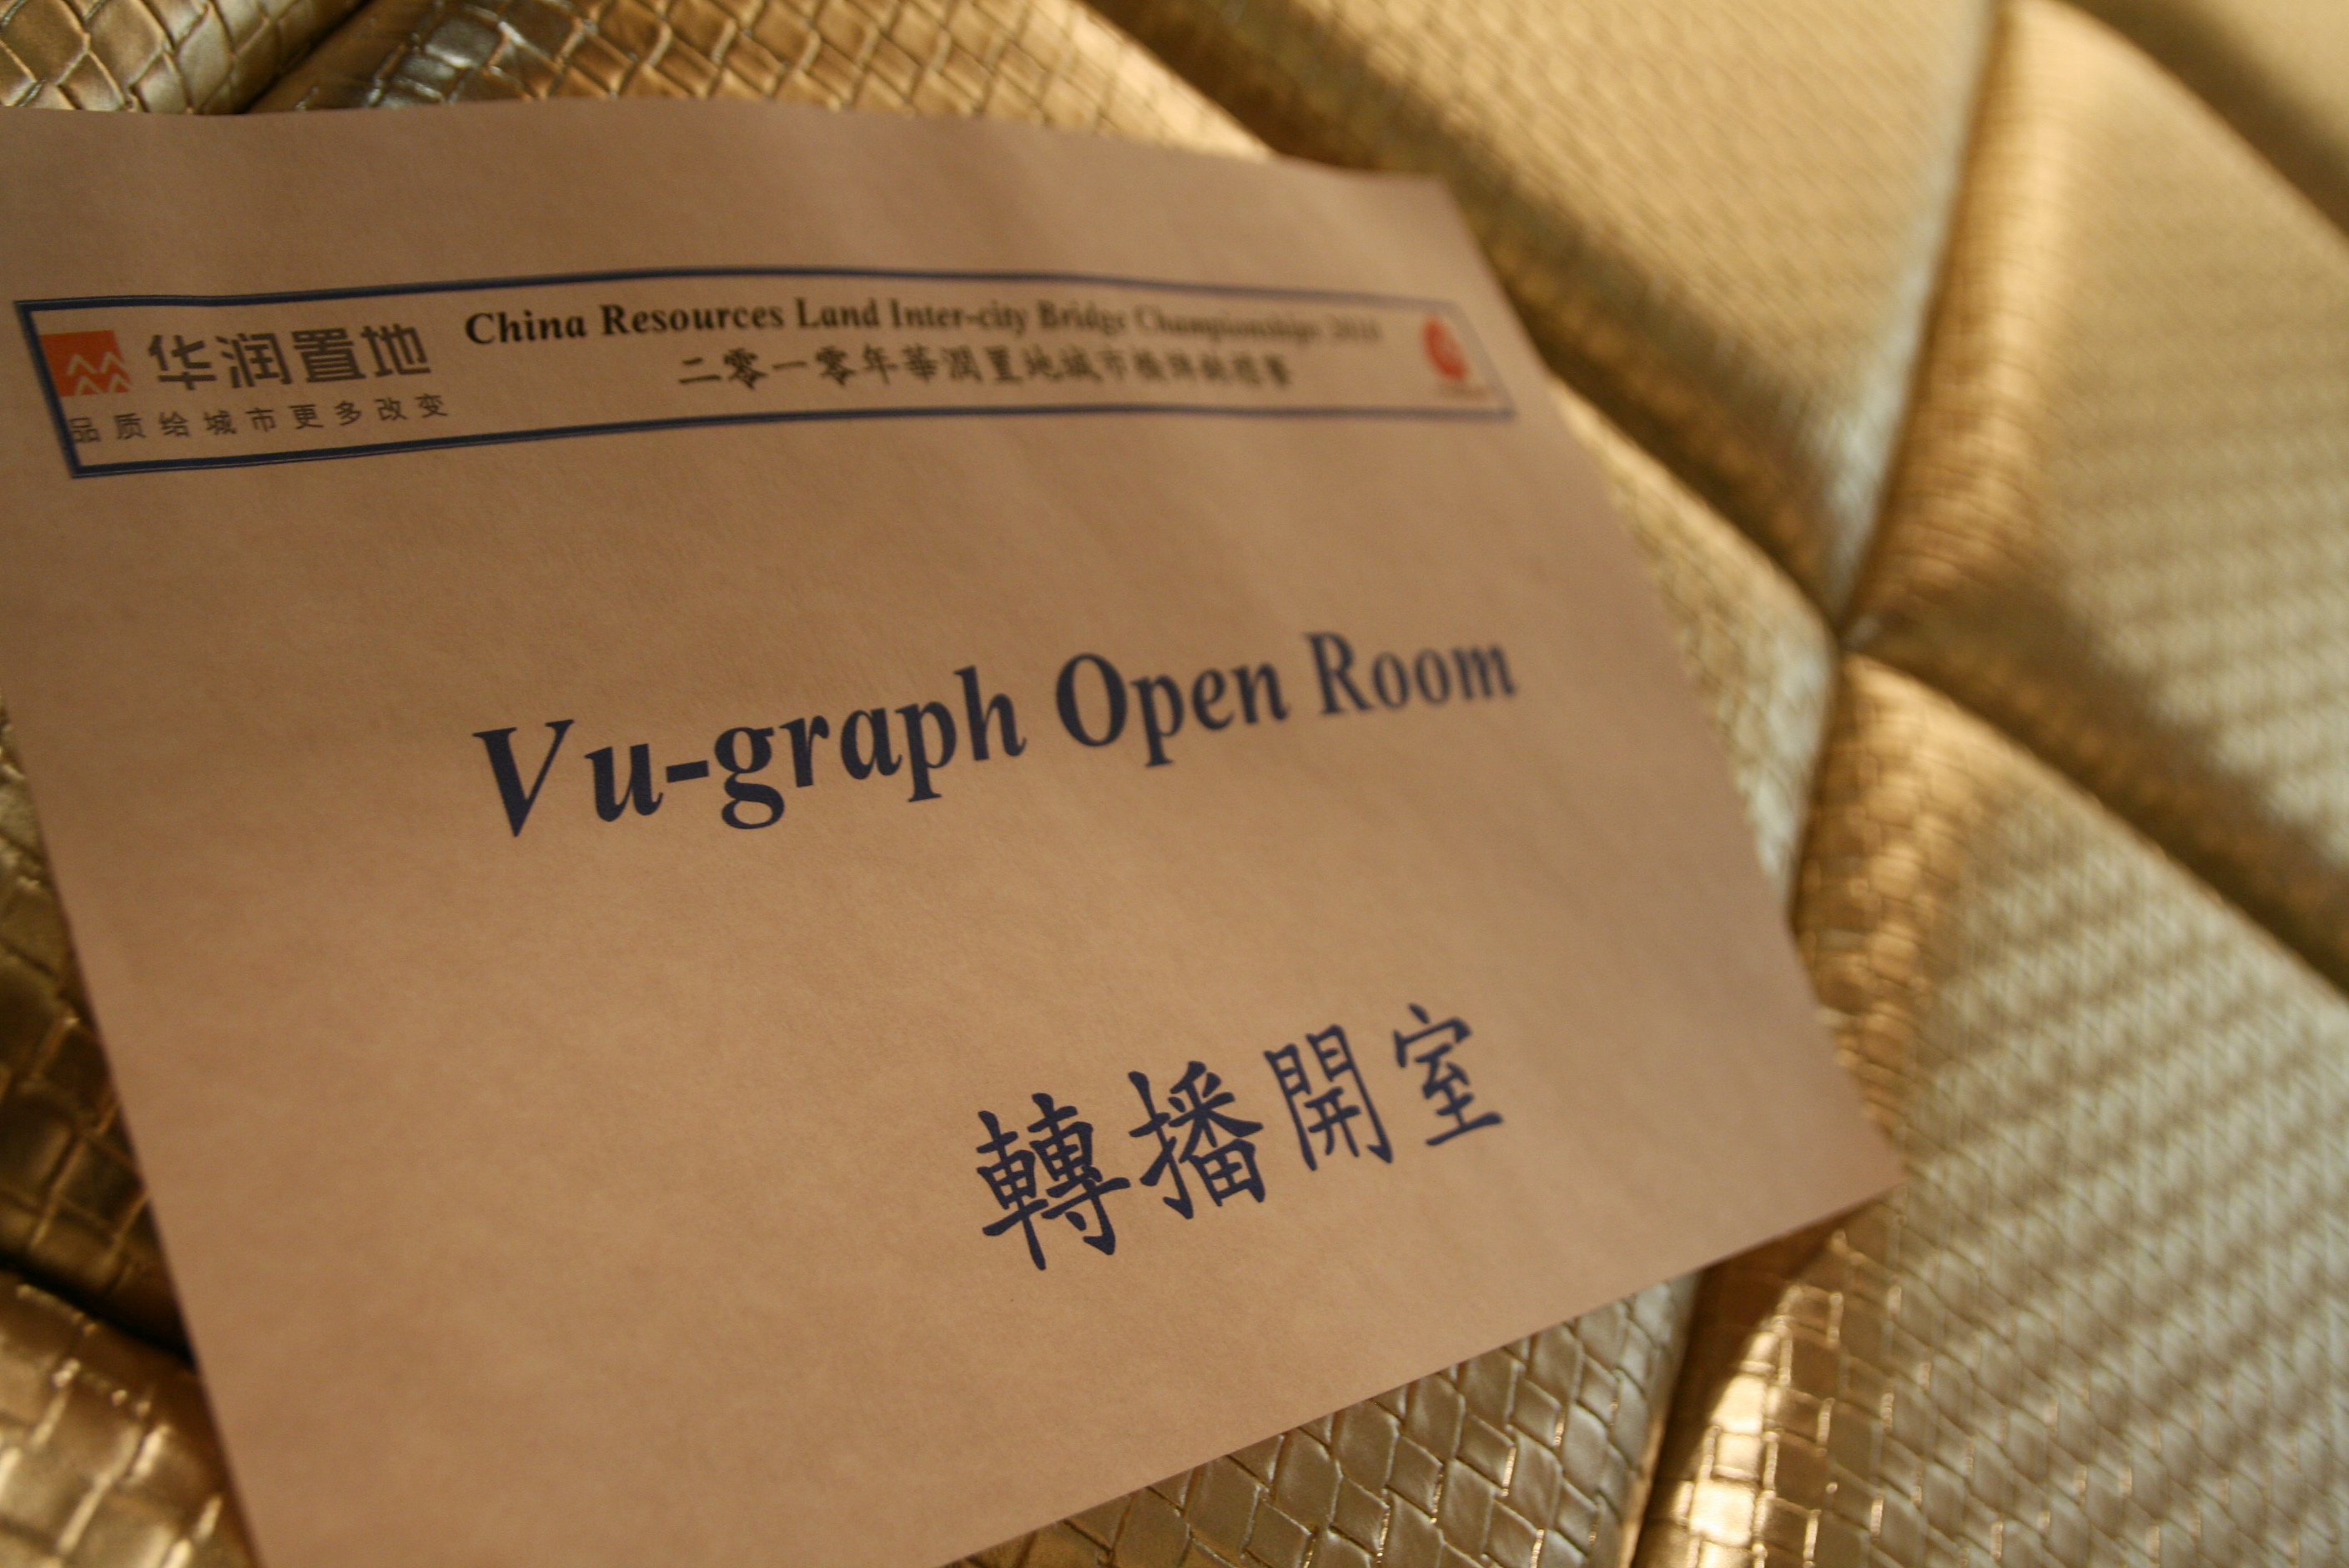 华润置地
品质给城市更多改变
China Resources Land Inter-city Bridge Championships 2010
二零一零年華潤置地城市橋牌錦標賽
Vu-graph Open Room
轉播開室